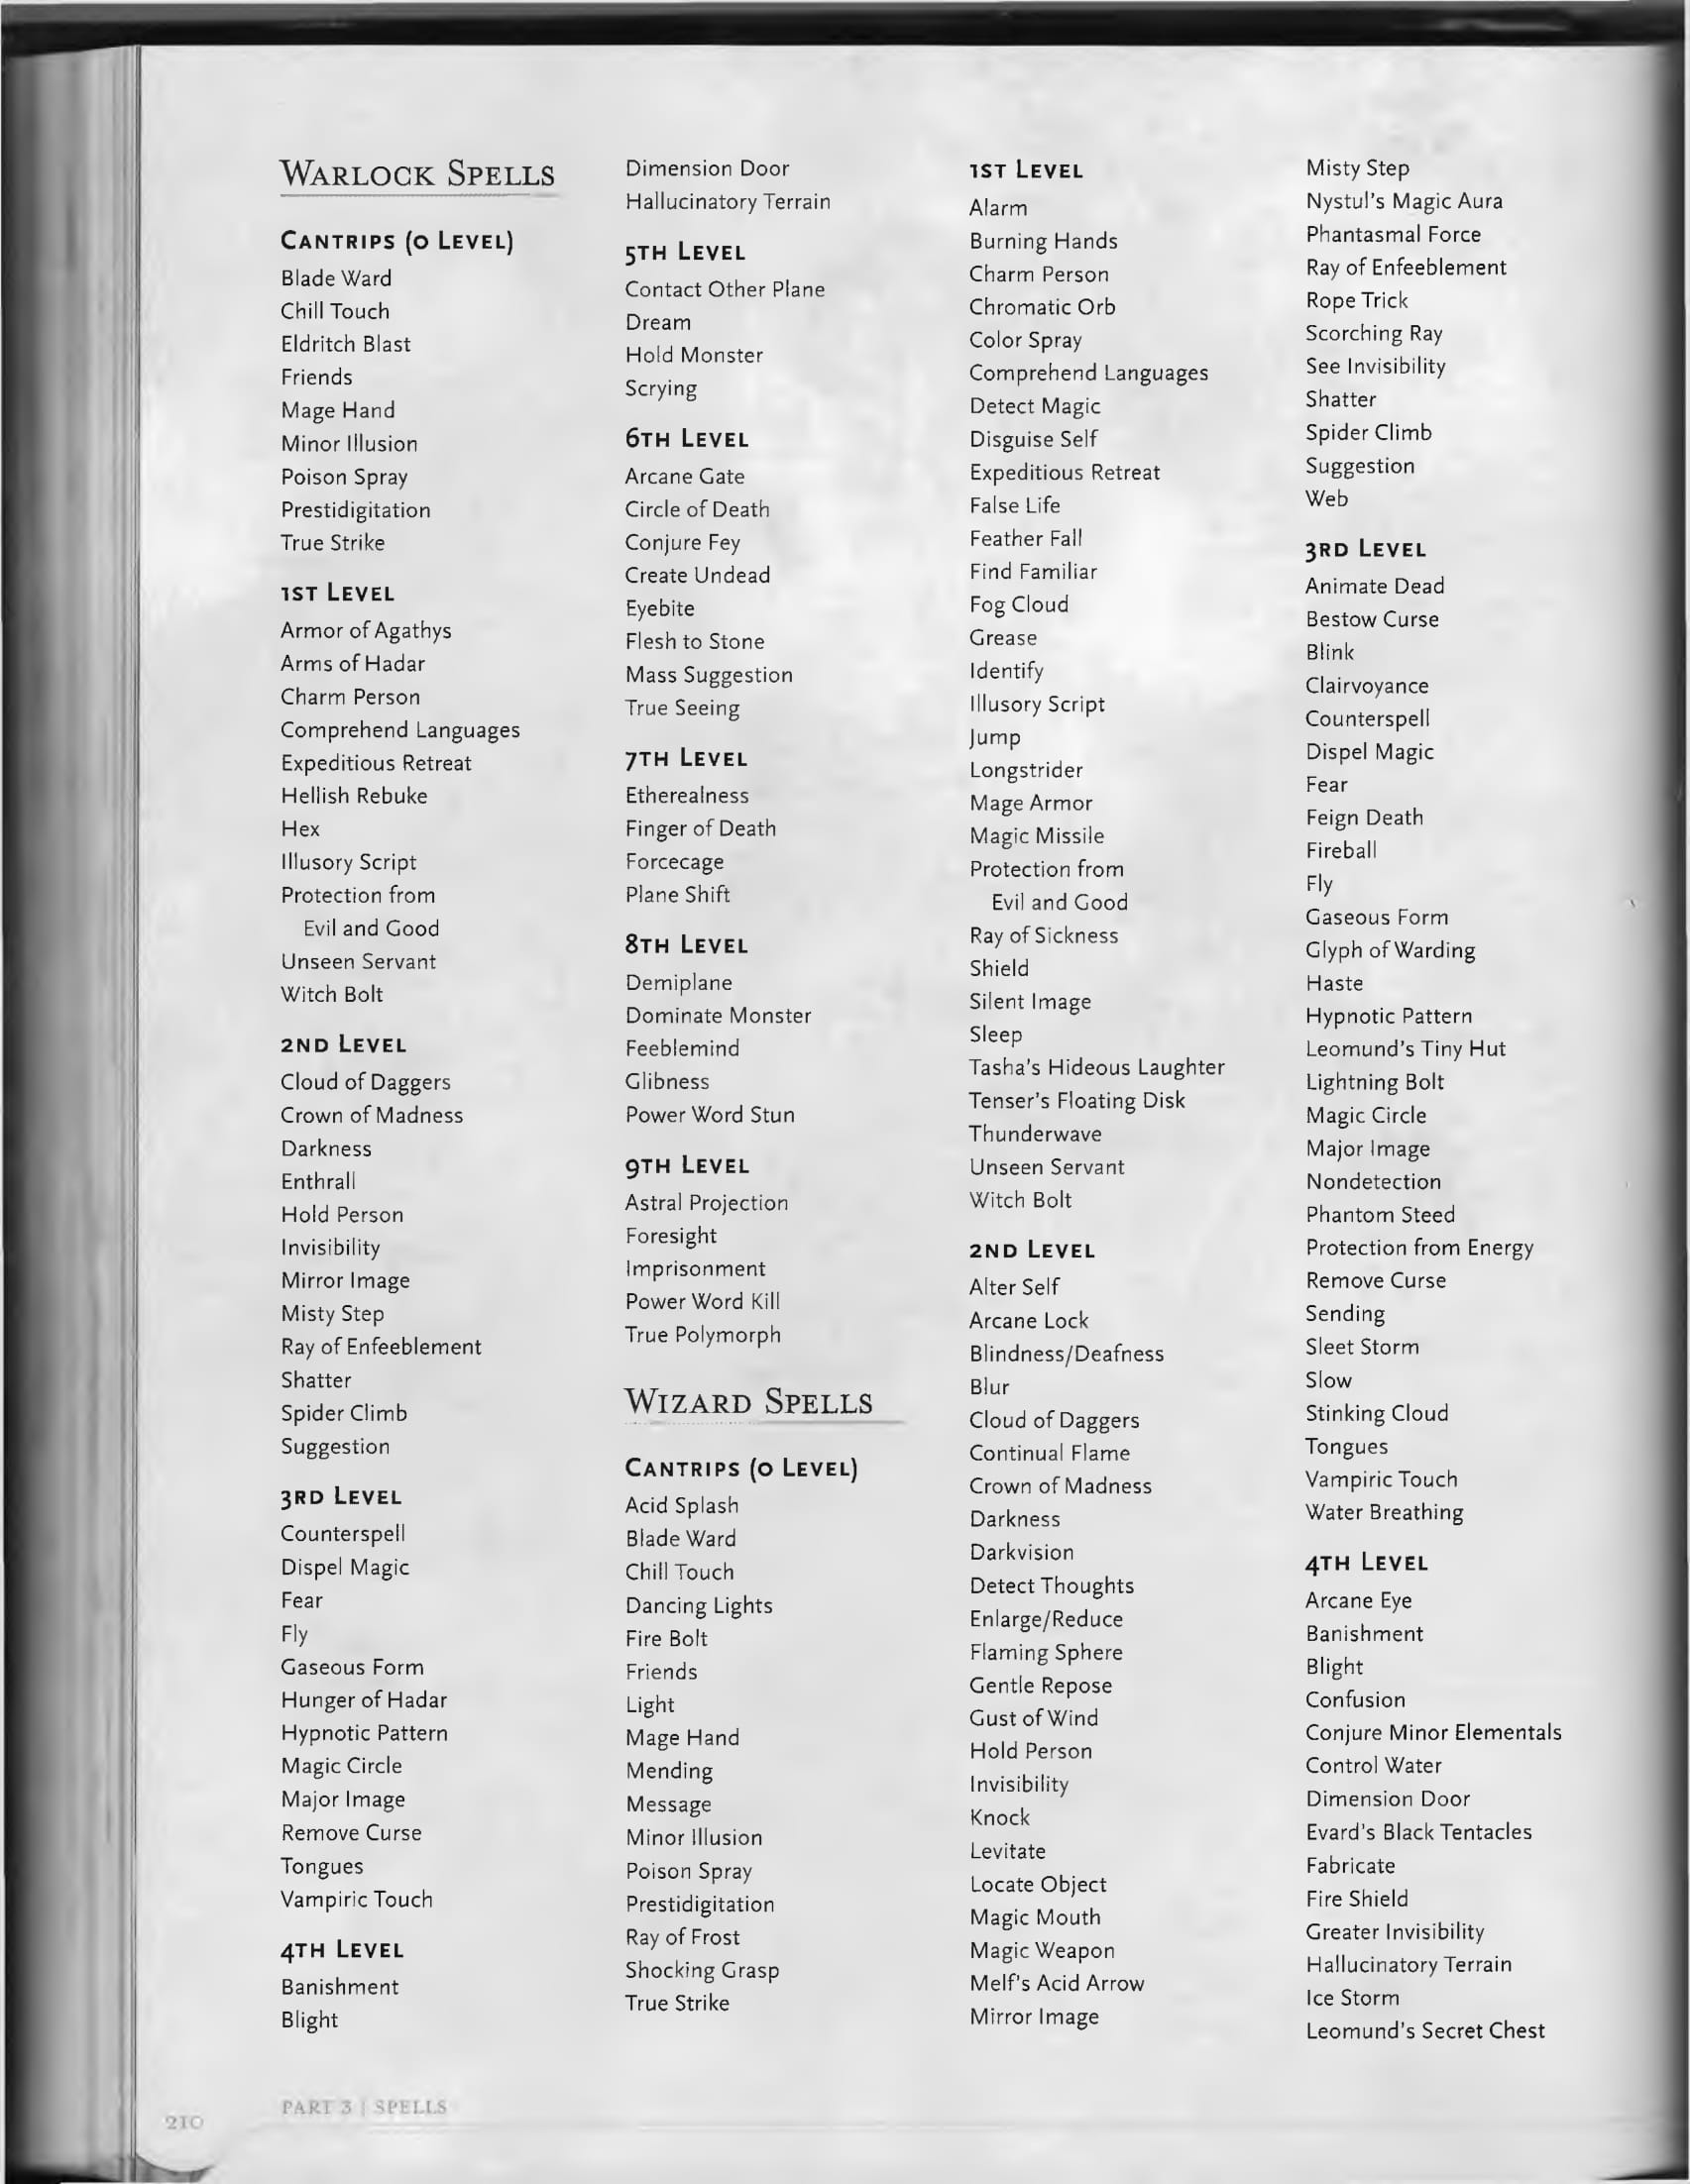 WARLOCK SPELLS
CANTRIPS (0 LEVEL)
Blade Ward
Chill Touch
Eldritch Blast
Friends
Mage Hand
Minor Illusion
Poison Spray
Prestidigitation
True Strike
1ST LEVEL
Armor of Agathys
Arms of Hadar
Charm Person
Comprehend Languages
Expeditious Retreat
Hellish Rebuke
Hex
Illusory Script
Protection from
Evil and Good
Unseen Servant
Witch Bolt
2ND LEVEL
Cloud of Daggers
Crown of Madness
Darkness
Enthrall
Hold Person
Invisibility
Mirror Image
Misty Step
Ray of Enfeeblement
Shatter
Spider Climb
Suggestion
3RD LEVEL
Counterspell
Dispel Magic
Fear
Fly
Gaseous Form
Hunger of Hadar
Hypnotic Pattern
Magic Circle
Major Image
Remove Curse
Tongues
Vampiric Touch
4TH LEVEL
Banishment
Blight
Dimension Door
Hallucinatory Terrain
5TH LEVEL
Contact Other Plane
Dream
Hold Monster
Scrying
6TH LEVEL
Arcane Gate
Circle of Death
Conjure Fey
Create Undead
Eyebite
Flesh to Stone
Mass Suggestion
True Seeing
7TH LEVEL
Etherealness
Finger of Death
Forcecage
Plane Shift
8TH LEVEL
Demiplane
Dominate Monster
Feeblemind
Glibness
Power Word Stun
9TH LEVEL
Astral Projection
Foresight
Imprisonment
Power Word Kill
True Polymorph
WIZARD SPELLS
CANTRIPS (0 LEVEL)
Acid Splash
Blade Ward
Chill Touch
Dancing Lights
Fire Bolt
Friends
Light
Mage Hand
Mending
Message
Minor Illusion
Poison Spray
Prestidigitation
Ray of Frost
Shocking Grasp
True Strike
1ST LEVEL
Alarm
Burning Hands
Charm Person
Chromatic Orb
Color Spray
Comprehend Languages
Detect Magic
Disguise Self
Expeditious Retreat
False Life
Feather Fall
Find Familiar
Fog Cloud
Grease
Identify
Illusory Script
Jump
Longstrider
Mage Armor
Magic Missile
Protection from
Evil and Good
Ray of Sickness
Shield
Silent Image
Sleep
Tasha's Hideous Laughter
Tenser's Floating Disk
Thunderwave
Unseen Servant
Witch Bolt
2ND LEVEL
Alter Self
Arcane Lock
Blindness/Deafness
Blur
Cloud of Daggers
Continual Flame
Crown of Madness
Darkness
Darkvision
Detect Thoughts
Enlarge/Reduce
Flaming Sphere
Gentle Repose
Gust of Wind
Hold Person
Invisibility
Knock
Levitate
Locate Object
Magic Mouth
Magic Weapon
Melf's Acid Arrow
Mirror Image
Misty Step
Nystul's Magic Aura
Phantasmal Force
Ray of Enfeeblement
Rope Trick
Scorching Ray
See Invisibility
Shatter
Spider Climb
Suggestion
Web
3RD LEVEL
Animate Dead
Bestow Curse
Blink
Clairvoyance
Counterspell
Dispel Magic
Fear
Feign Death
Fireball
Fly
Gaseous Form
Glyph of Warding
Haste
Hypnotic Pattern
Leomund's Tiny Hut
Lightning Bolt
Magic Circle
Major Image
Nondetection
Phantom Steed
Protection from Energy
Remove Curse
Sending
Sleet Storm
Slow
Stinking Cloud
Tongues
Vampiric Touch
Water Breathing
4TH LEVEL
Arcane Eye
Banishment
Blight
Confusion
Conjure Minor Elementals
Control Water
Dimension Door
Evard's Black Tentacles
Fabricate
Fire Shield
Greater Invisibility
Hallucinatory Terrain
Ice Storm
Leomund's Secret Chest
210
PART 3 | SPELLS